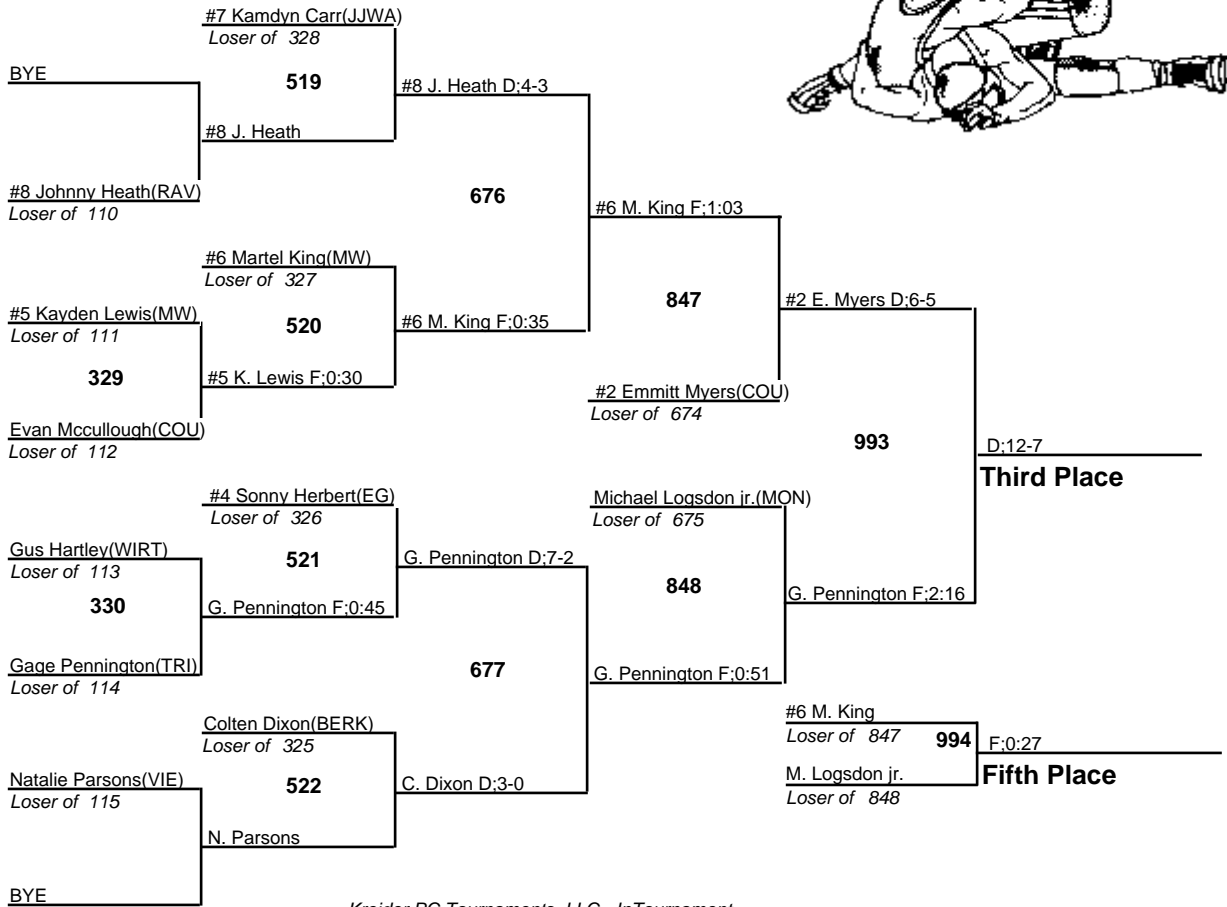 #7 Kamdyn Carr(JJWA)
Loser of 328
BYE
519
#8 J. Heath D;4-3
#8 J. Heath
#8 Johnny Heath(RAV)
Loser of 110
676
#6 M. King F;1:03
#6 Martel King(MW)
Loser of 327
#5 Kayden Lewis(MW)
Loser of 111
520
#6 M. King F;0:35
847
#2 E. Myers D;6-5
329
#5 K. Lewis F;0:30
#2 Emmitt Myers(COU)
Loser of 674
Evan Mccullough(COU)
Loser of 112
993
D;12-7
Third Place
#4 Sonny Herbert(EG)
Loser of 326
Michael Logsdon jr.(MON)
Loser of 675
Gus Hartley(WIRT)
Loser of 113
521
G. Pennington D;7-2
848
330
G. Pennington F;0:45
G. Pennington F;2:16
Gage Pennington(TRI)
Loser of 114
677
G. Pennington F;0:51
Colten Dixon(BERK)
Loser of 325
#6 M. King
Loser of 847
994
F;0:27
Fifth Place
Natalie Parsons(VIE)
Loser of 115
522
C. Dixon D;3-0
M. Logsdon jr.
Loser of 848
N. Parsons
BYE